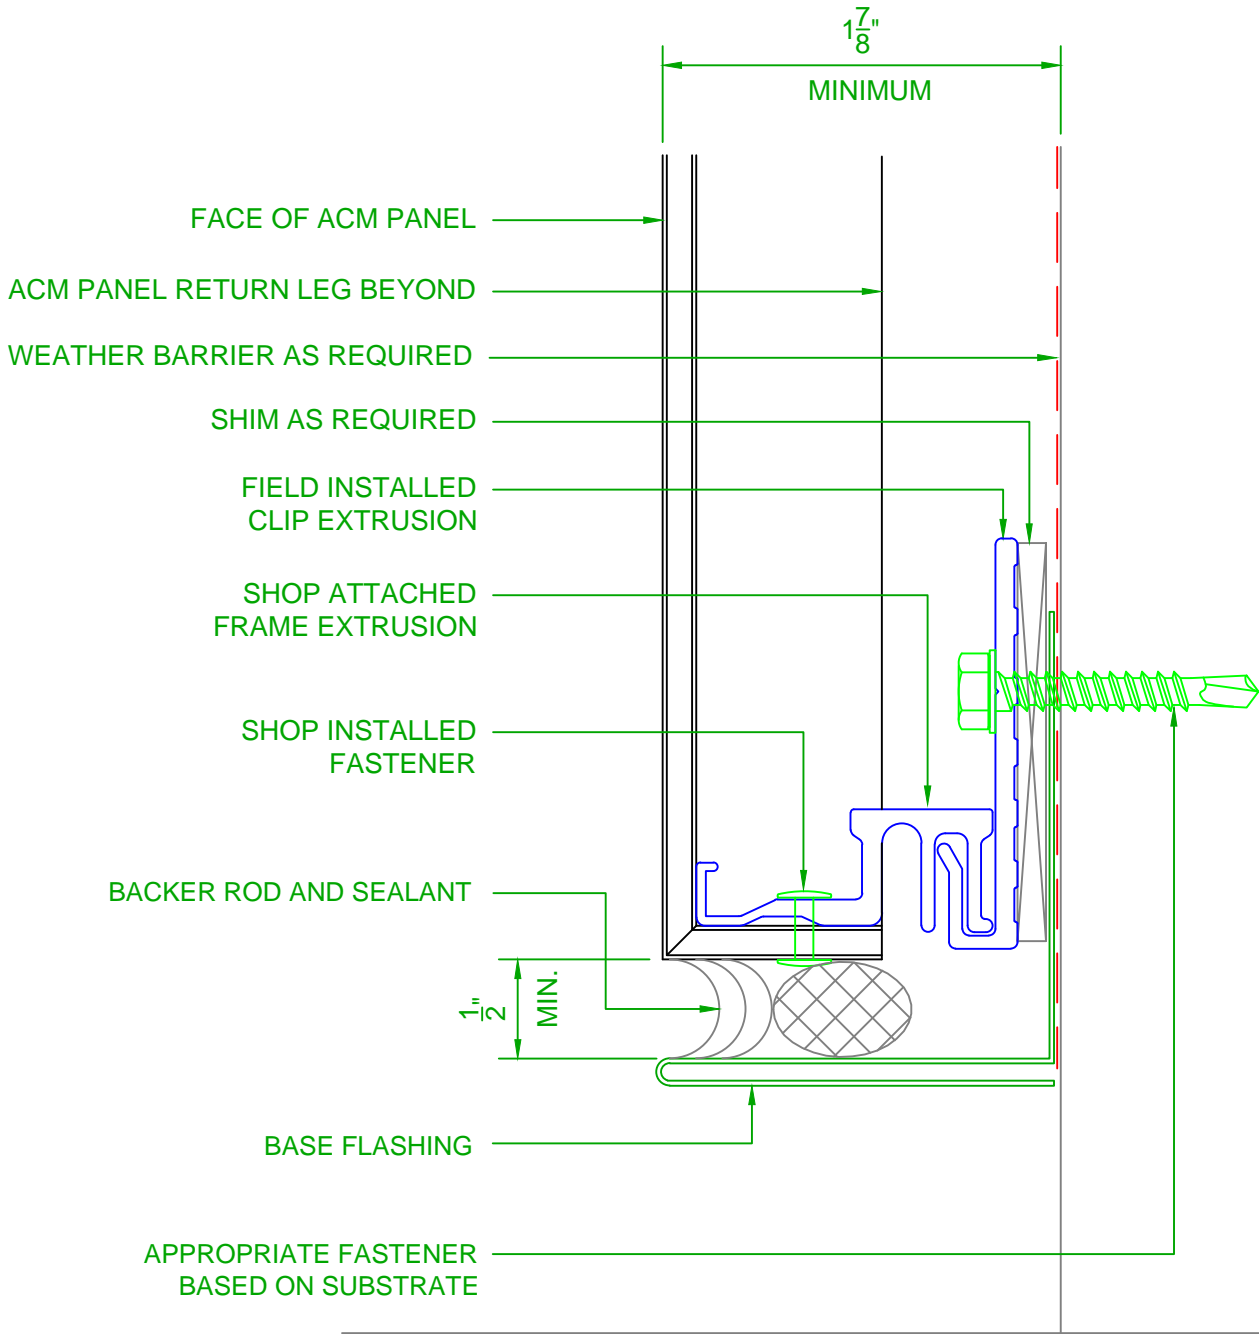 1 7/8"
MINIMUM
FACE OF ACM PANEL
ACM PANEL RETURN LEG BEYOND
WEATHER BARRIER AS REQUIRED
SHIM AS REQUIRED
FIELD INSTALLED
CLIP EXTRUSION
SHOP ATTACHED
FRAME EXTRUSION
SHOP INSTALLED
FASTENER
BACKER ROD AND SEALANT
1/2"
MIN.
BASE FLASHING
APPROPRIATE FASTENER
BASED ON SUBSTRATE